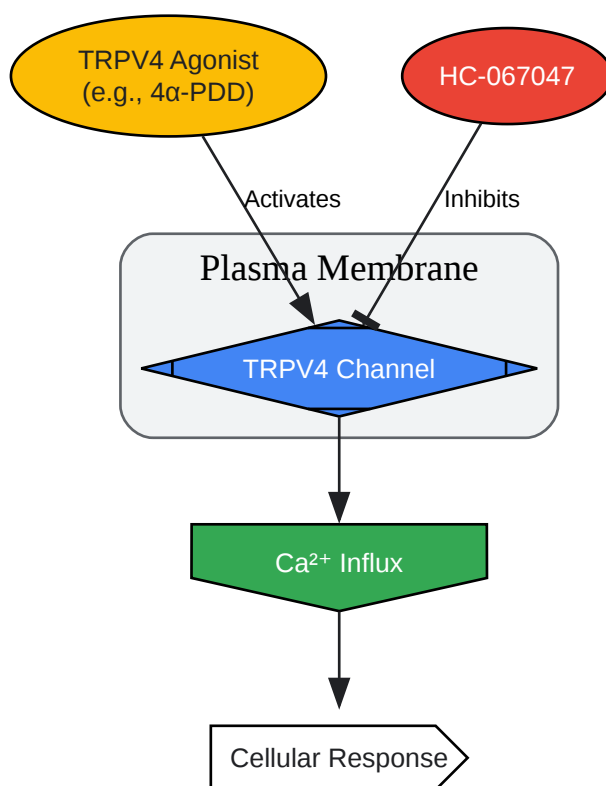 TRPV4 Agonist
(e.g., 4α-PDD)
HC-067047
Activates
Inhibits
Plasma Membrane
TRPV4 Channel
Ca²⁺ Influx
Cellular Response